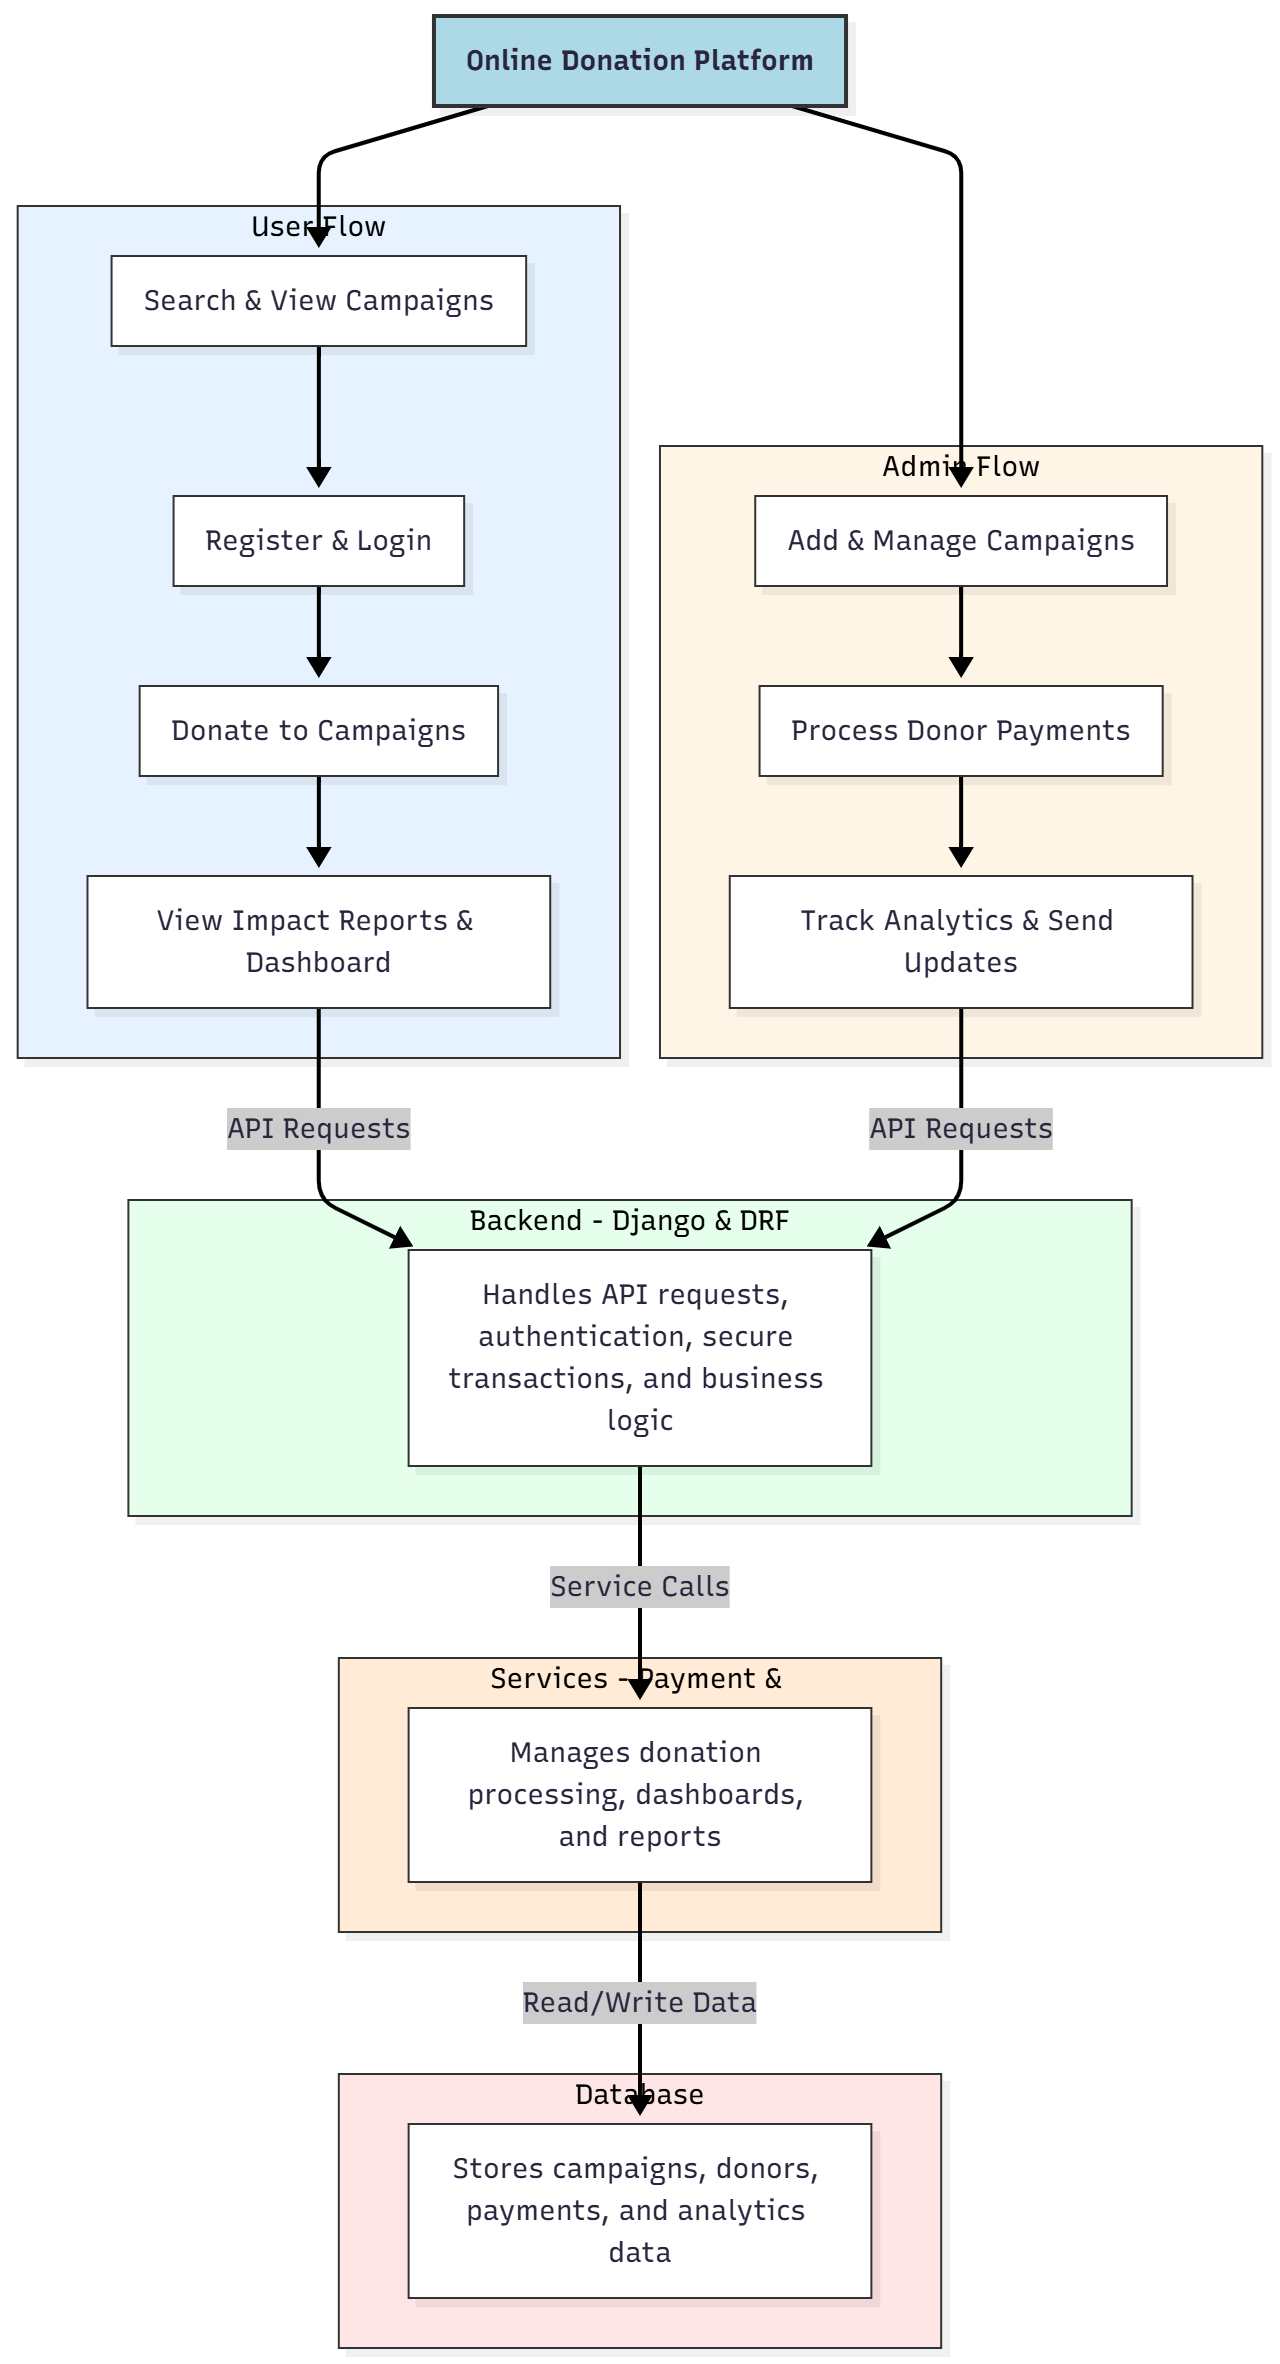 Online Donation Platform
User Flow
Search & View Campaigns
Register & Login
Donate to Campaigns
View Impact Reports &
Dashboard
Admin Flow
Add & Manage Campaigns
Process Donor Payments
Track Analytics & Send
Updates
API Requests
API Requests
Backend - Django & DRF
Handles API requests,
authentication, secure
transactions, and business
logic
Service Calls
Services - Payment &
Manages donation
processing, dashboards,
and reports
Read/Write Data
Database
Stores campaigns, donors,
payments, and analytics
data